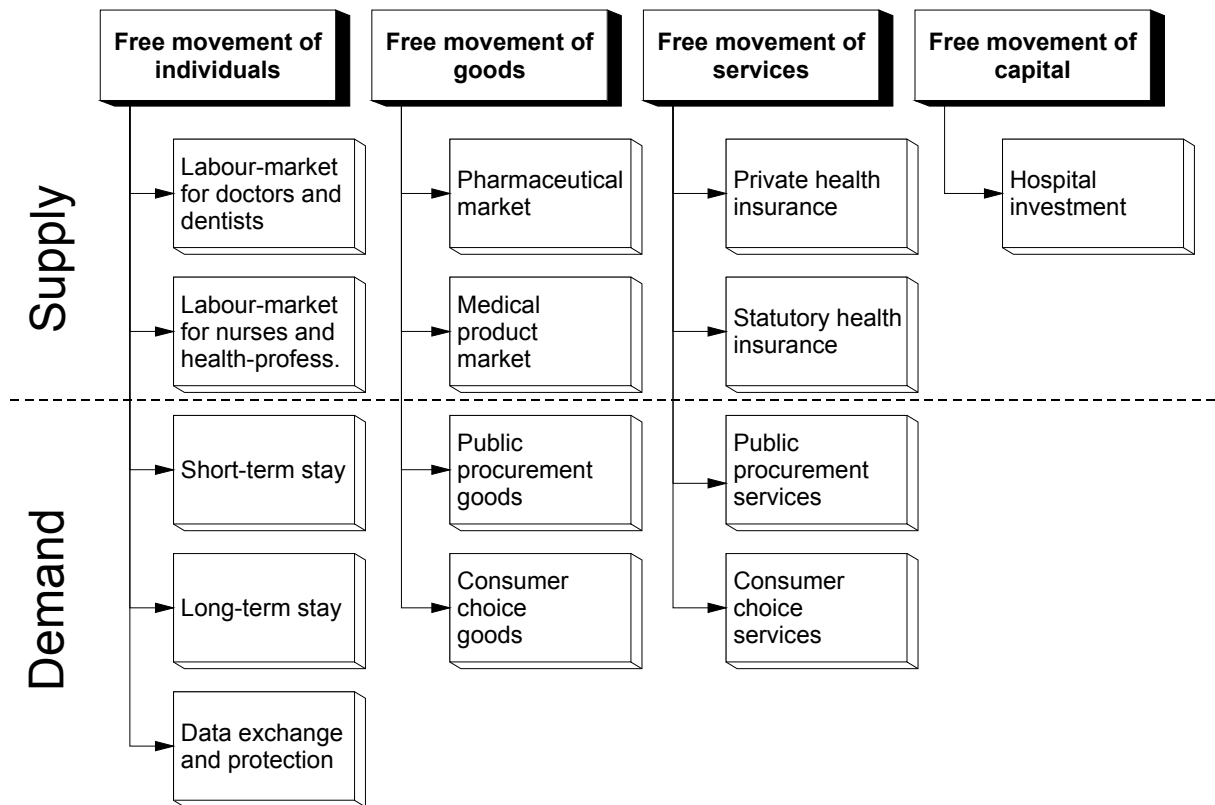 Free movement of
individuals
Free movement of
goods
Free movement of
services
Free movement of
capital
Supply
Labour-market
for doctors and
dentists
Pharmaceutical
market
Private health
insurance
Hospital
investment
Labour-market
for nurses and
health-profess.
Medical
product
market
Statutory health
insurance
Demand
Short-term stay
Public
procurement
goods
Public
procurement
services
Long-term stay
Consumer
choice
goods
Consumer
choice
services
Data exchange
and protection